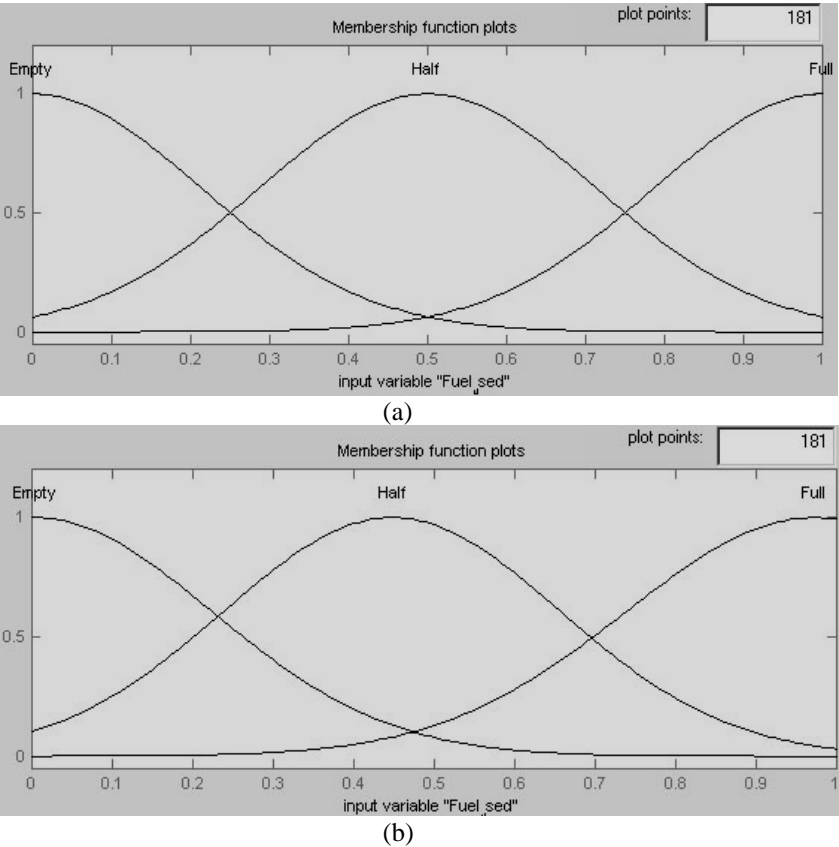 plot points: 181
Membership function plots
Empty Half Full
1
0.5
0
0 0.1 0.2 0.3 0.4 0.5 0.6 0.7 0.8 0.9 1
input variable "Fuel_used"
(a)
plot points: 181
Membership function plots
Empty Half Full
1
0.5
0
0 0.1 0.2 0.3 0.4 0.5 0.6 0.7 0.8 0.9 1
input variable "Fuel_used"
(b)